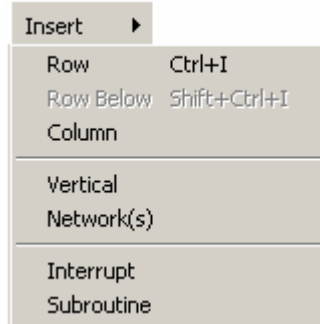 Insert
Row Ctrl+I
Row Below Shift+Ctrl+I
Column
Vertical
Network(s)
Interrupt
Subroutine